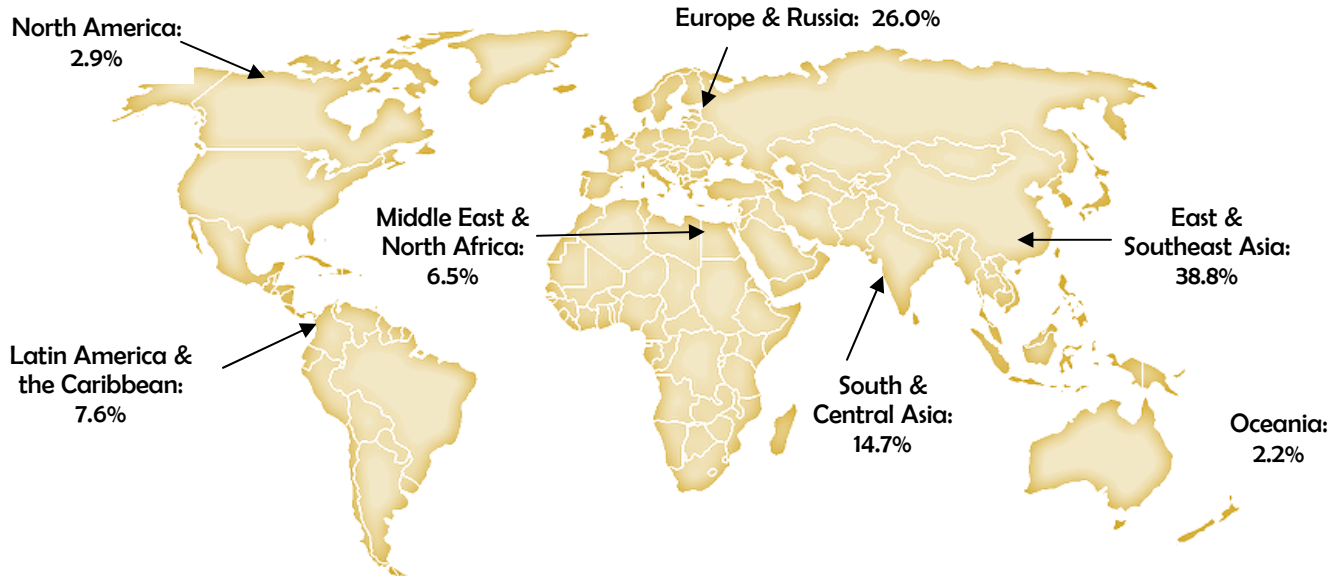 North America:
2.9%
Europe & Russia: 26.0%
Middle East &
North Africa:
6.5%
East &
Southeast Asia:
38.8%
Latin America &
the Caribbean:
7.6%
South &
Central Asia:
14.7%
Oceania:
2.2%